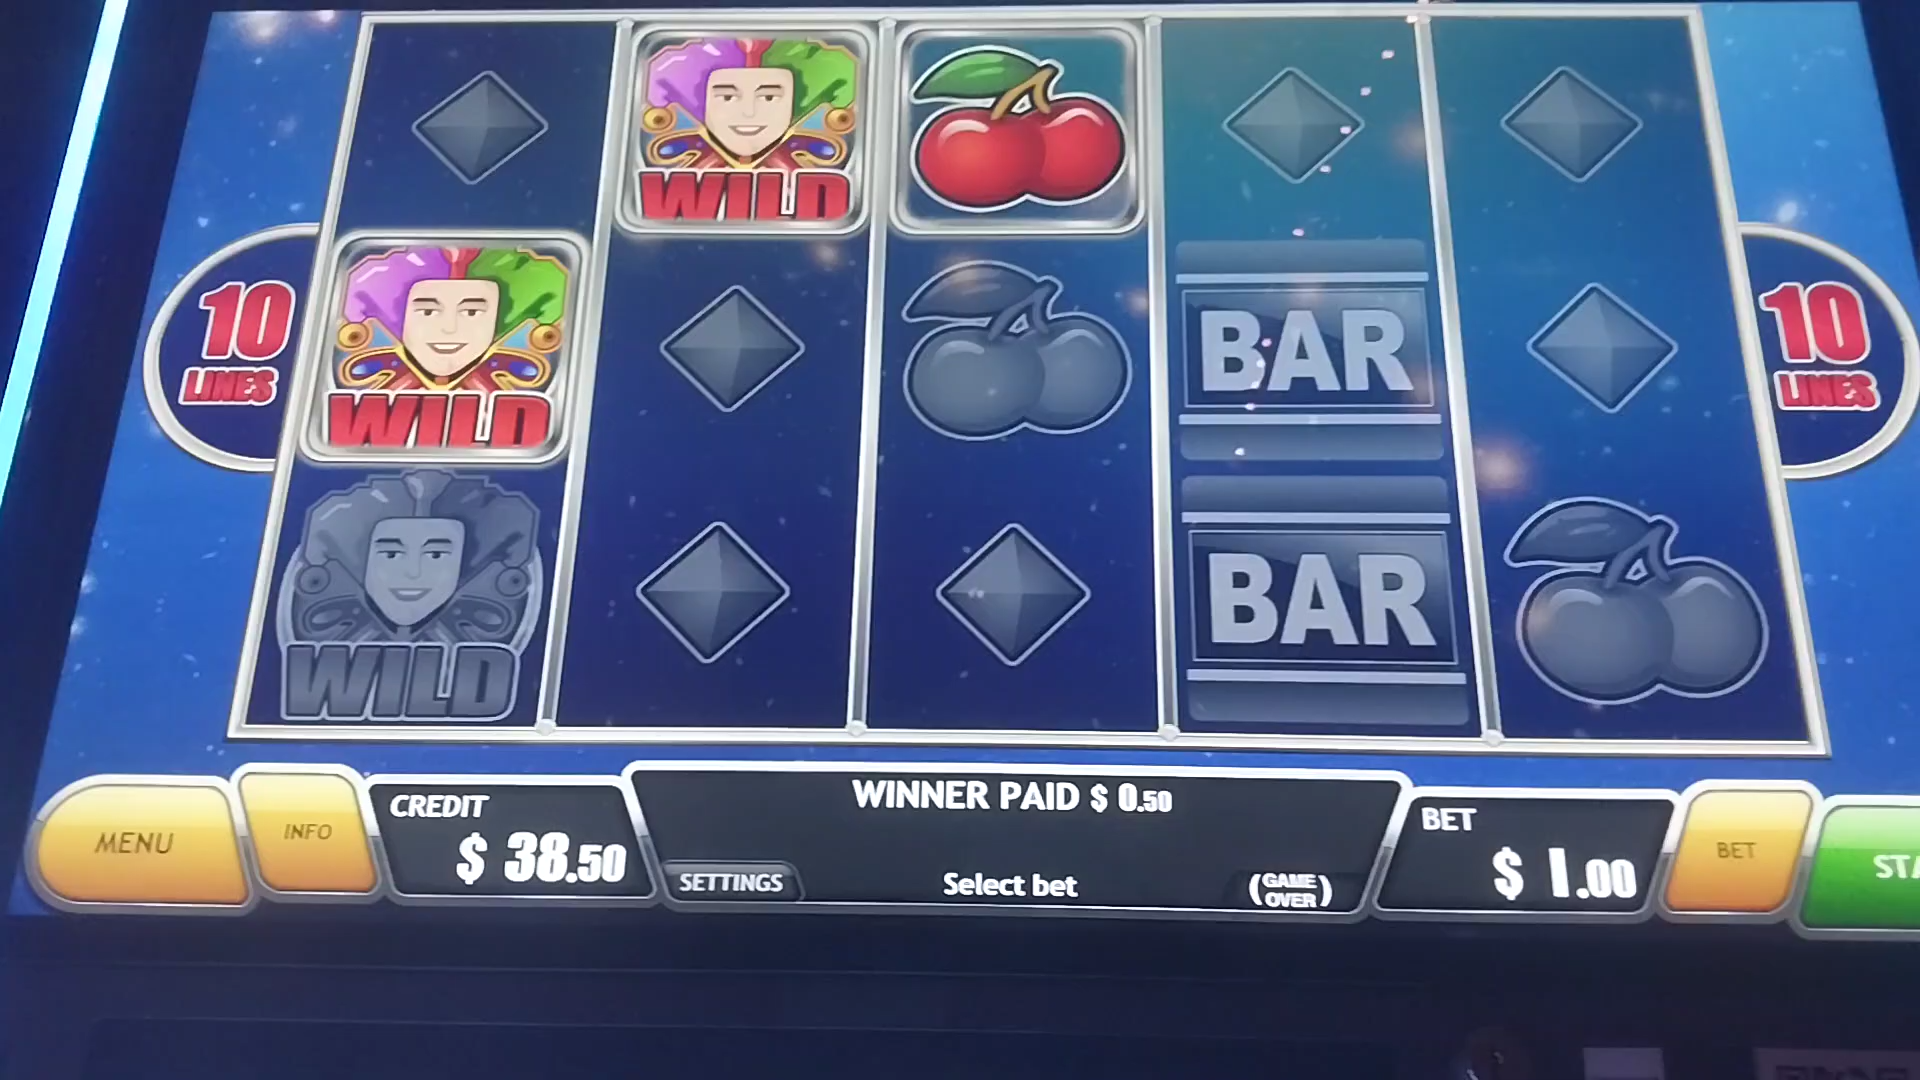 WILD
10
LINES
WILD
BAR
10
LINES
WILD
BAR
MENU
INFO
CREDIT
$ 38.50
WINNER PAID $ 0.50
SETTINGS
Select bet
(GAME OVER)
BET
$ 1.00
BET
STA